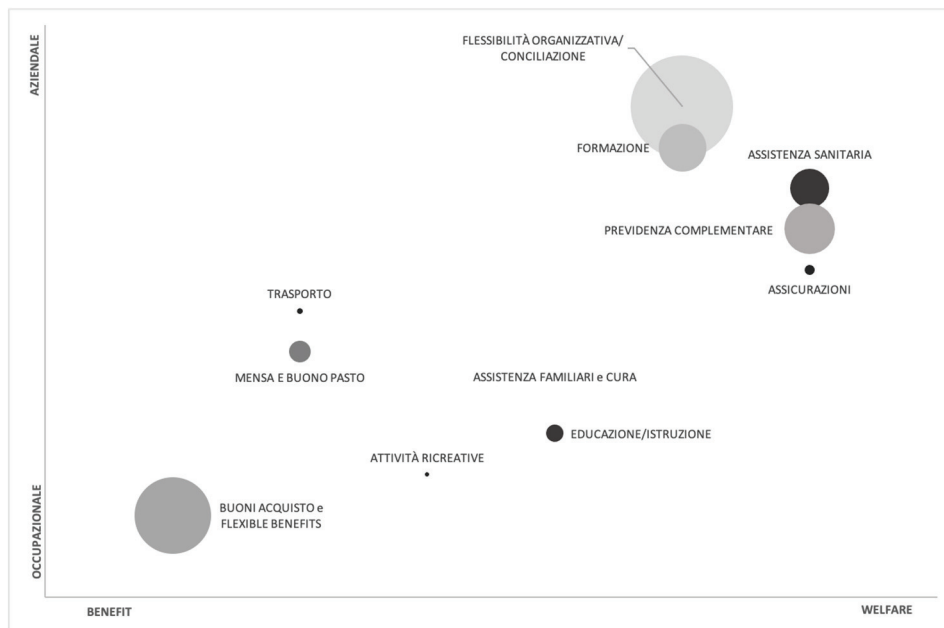 AZIENDALE
FLESSIBILITÀ ORGANIZZATIVA/
CONCILIAZIONE
FORMAZIONE
ASSISTENZA SANITARIA
PREVIDENZA COMPLEMENTARE
ASSICURAZIONI
TRASPORTO
MENSA E BUONO PASTO
ASSISTENZA FAMILIARI e CURA
EDUCAZIONE/ISTRUZIONE
ATTIVITÀ RICREATIVE
BUONI ACQUISTO e
FLEXIBLE BENEFITS
OCCUPAZIONALE
BENEFIT
WELFARE